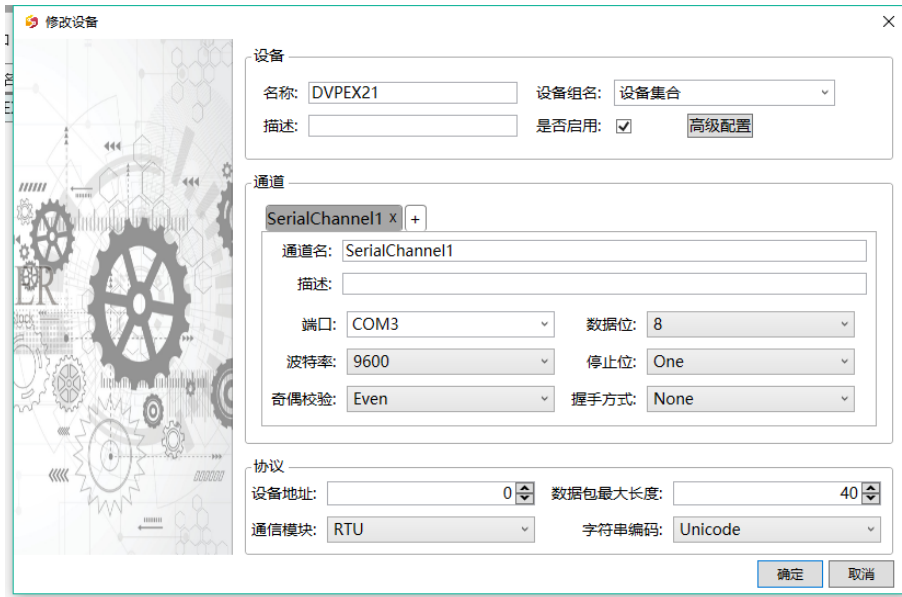 修改设备
设备
名称: DVPEX21 设备组名: 设备集合
描述: 是否启用: 高级配置
通道
SerialChannel1 x +
通道名: SerialChannel1
描述:
端口: COM3 数据位: 8
波特率: 9600 停止位: One
奇偶校验: Even 握手方式: None
协议
设备地址: 0 数据包最大长度: 40
通信模块: RTU 字符串编码: Unicode
确定 取消
ER
stock